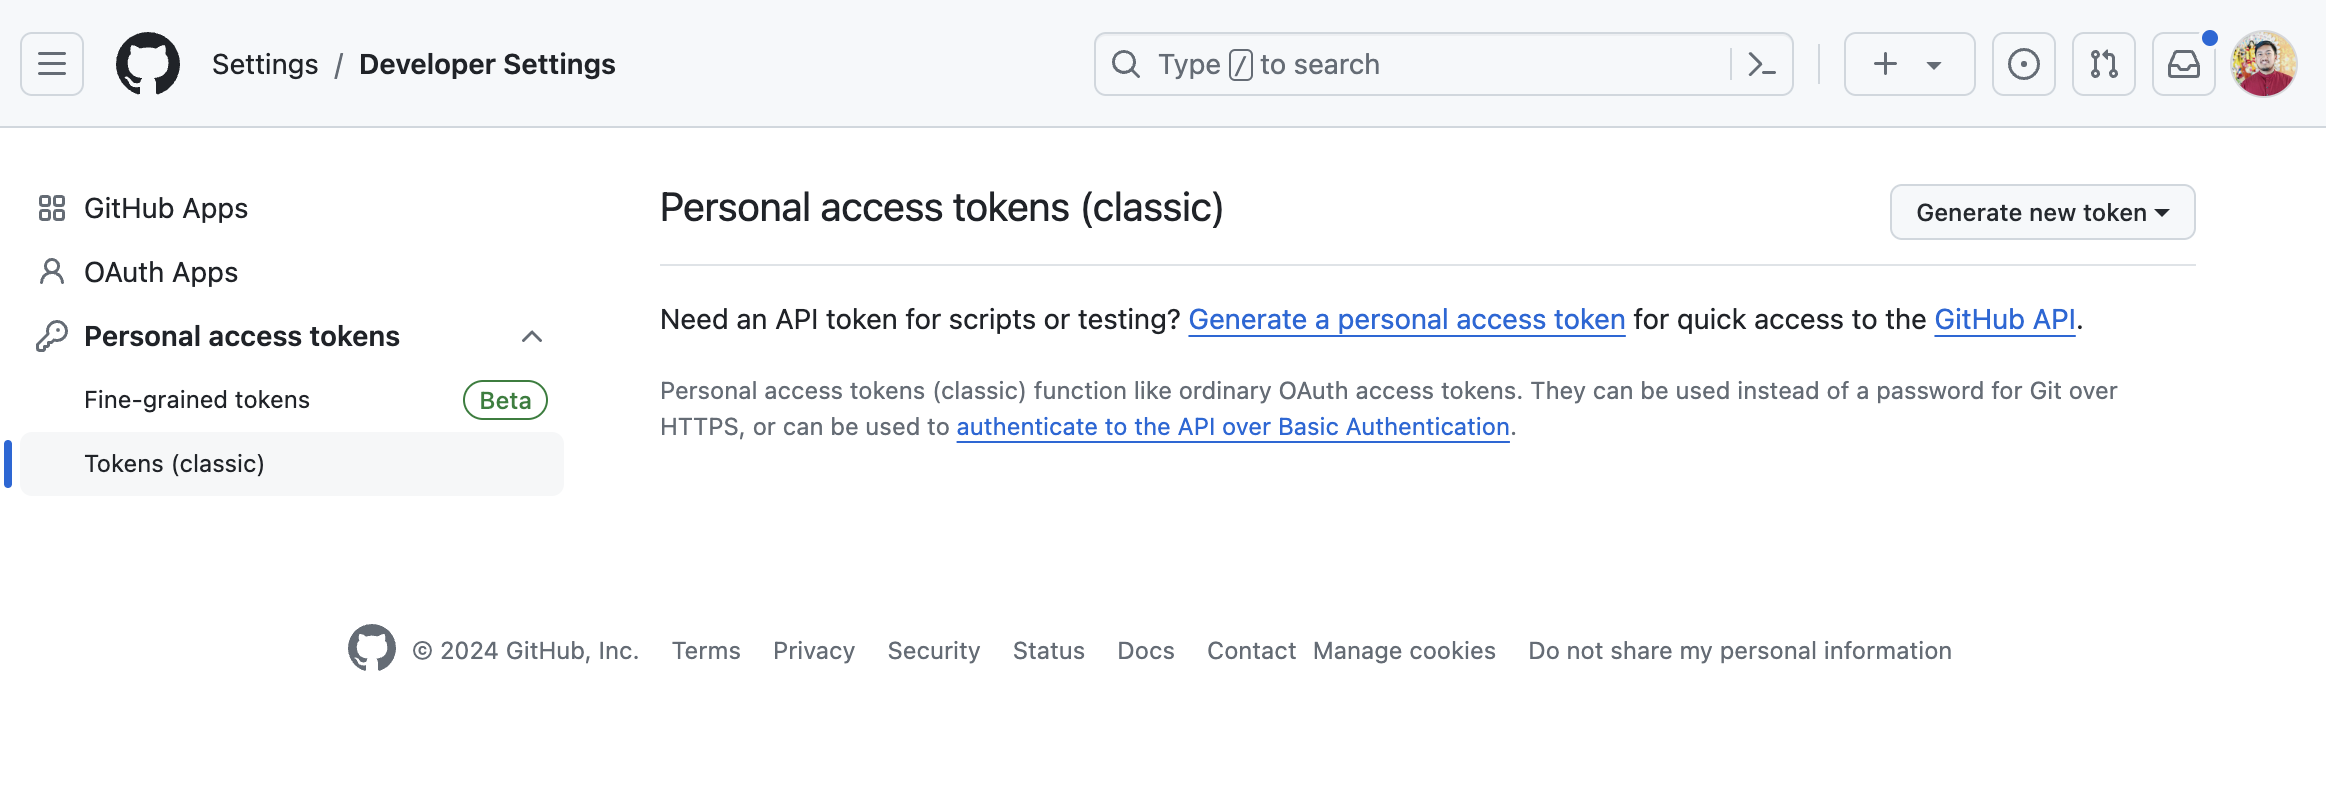 Settings / Developer Settings
Type / to search
GitHub Apps
OAuth Apps
Personal access tokens
Fine-grained tokens Beta
Tokens (classic)
Personal access tokens (classic)
Generate new token
Need an API token for scripts or testing? Generate a personal access token for quick access to the GitHub API.
Personal access tokens (classic) function like ordinary OAuth access tokens. They can be used instead of a password for Git over
HTTPS, or can be used to authenticate to the API over Basic Authentication.
© 2024 GitHub, Inc. Terms Privacy Security Status Docs Contact Manage cookies Do not share my personal information